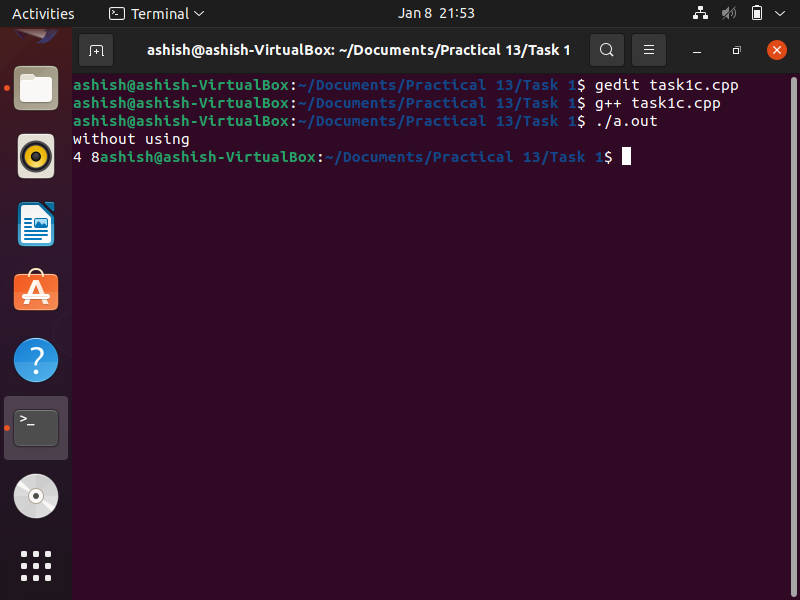 Activities Terminal Jan 8 21:53
ashish@ashish-VirtualBox: ~/Documents/Practical 13/Task 1
ashish@ashish-VirtualBox:~/Documents/Practical 13/Task 1$ gedit task1c.cpp
ashish@ashish-VirtualBox:~/Documents/Practical 13/Task 1$ g++ task1c.cpp
ashish@ashish-VirtualBox:~/Documents/Practical 13/Task 1$ ./a.out
without using
4 8ashish@ashish-VirtualBox:~/Documents/Practical 13/Task 1$